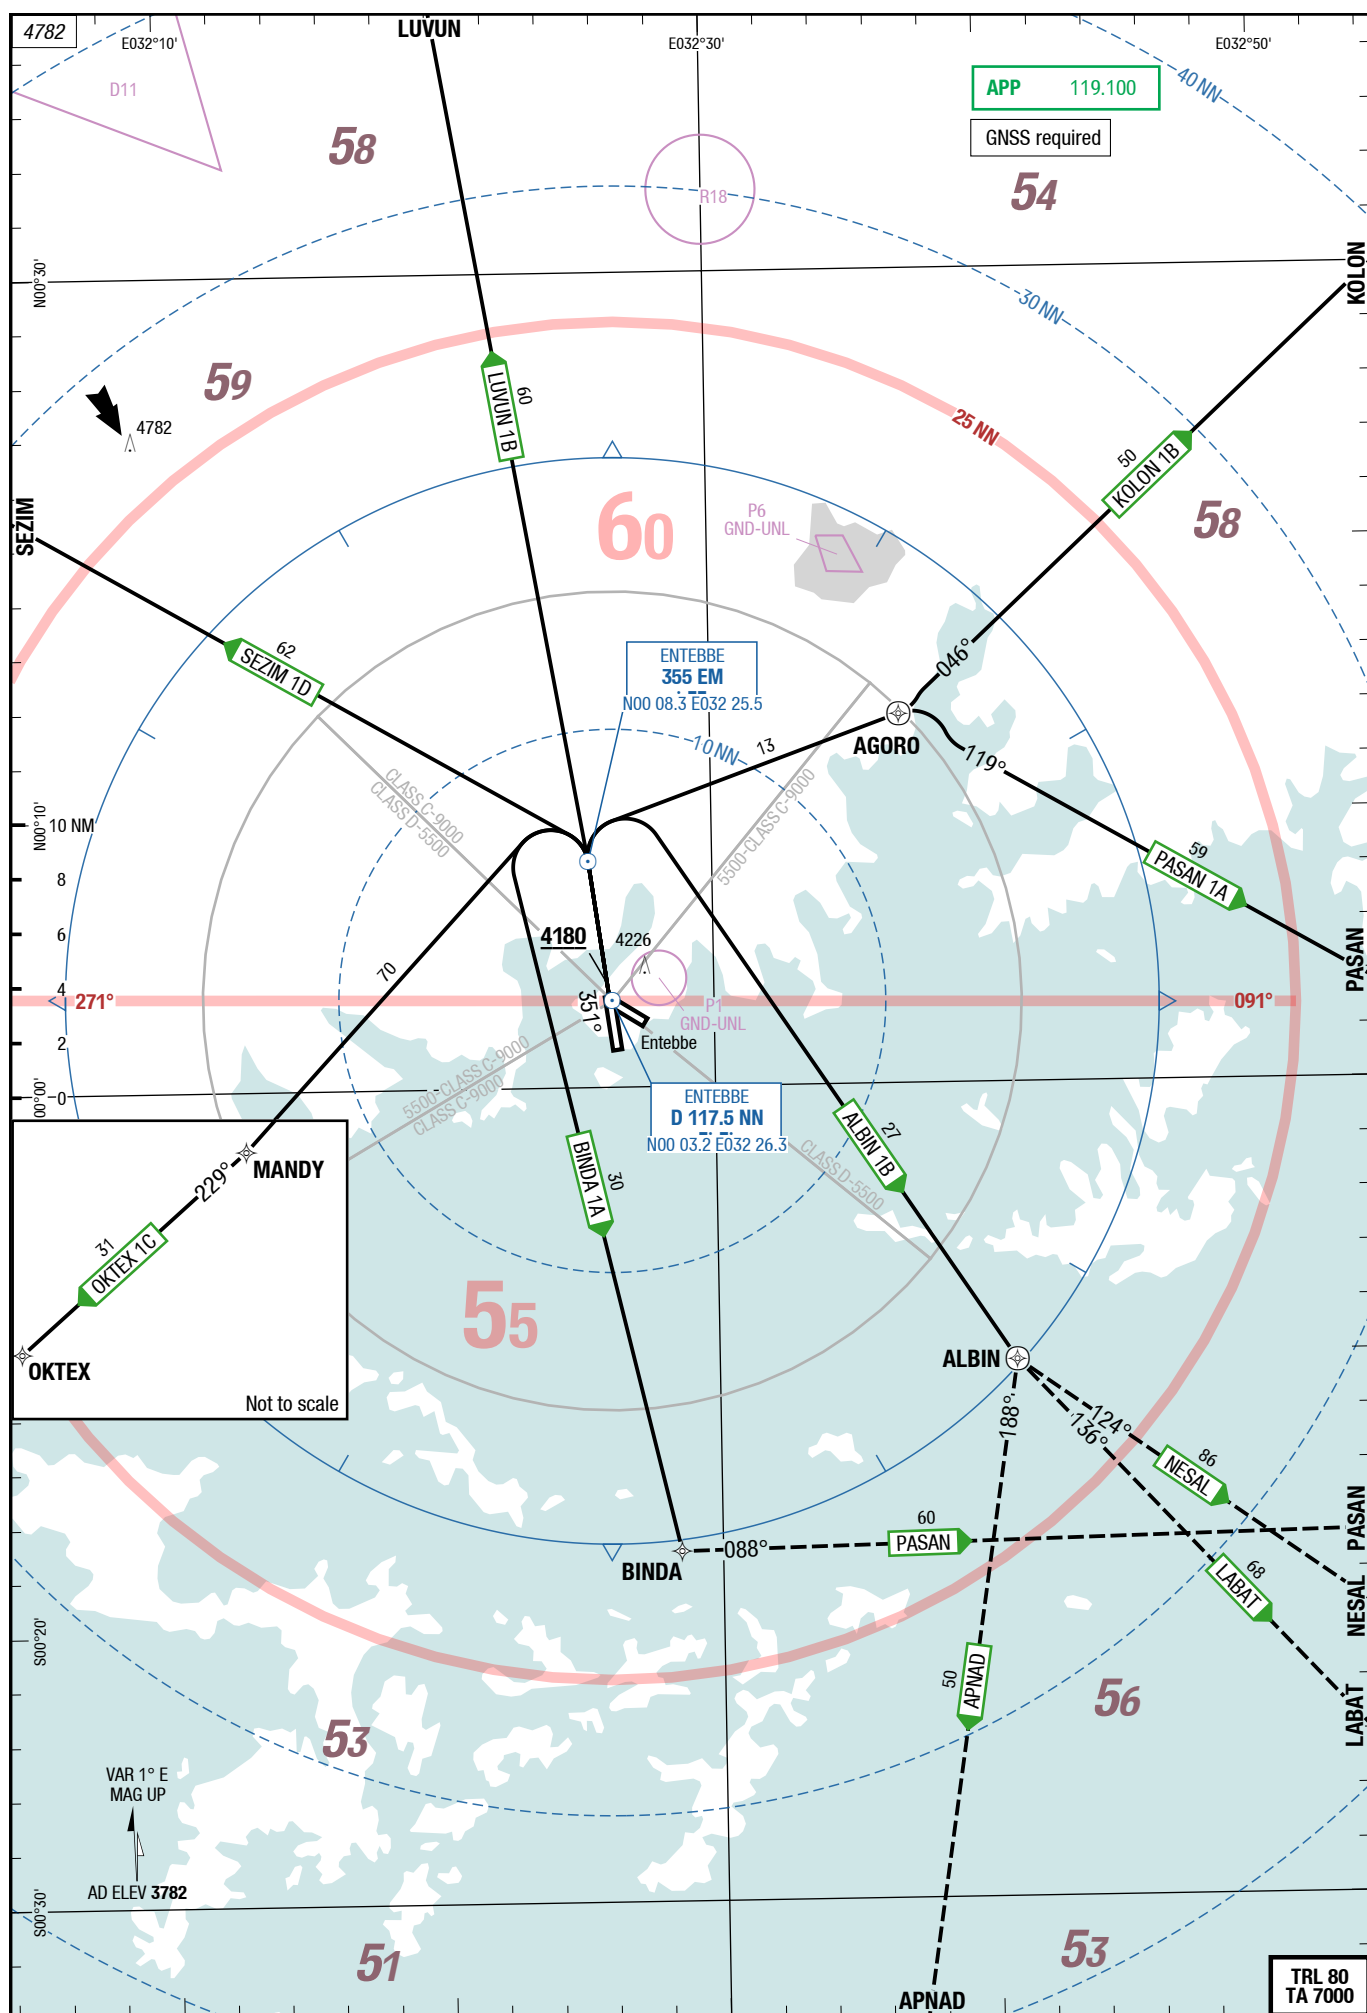 4782
E032°10'
LUVUN
E032°30'
E032°50'
D11
40 NN
APP 119.100
GNSS required
58
R18
54
N00°30'
KOLON
30 NN
59
4782
LUVUN 1B
60
25 NN
50
KOLON 1B
SEZIM
60
P6
GND-UNL
58
62
SEZIM 1D
ENTEBBE
355 EM
N00 08.3 E032 25.5
046°
AGORO
13
10 NN
119°
CLASS C-9000
CLASS D-5500
5500-CLASS C-9000
N00°10'
10 NM
8
6
4
2
0
59
PASAN 1A
PASAN
4180
4226
70
271°
351°
P1
GND-UNL
091°
Entebbe
5500-CLASS C-9000
CLASS C-9000
00°00'
ENTEBBE
D 117.5 NN
N00 03.2 E032 26.3
27
ALBIN 1B
CLASS D-5500
BINDA 1A
30
MANDY
229°
31
OKTEX 1C
OKTEX
Not to scale
55
ALBIN
188°
124°
136°
86
NESAL
60
PASAN
088°
BINDA
68
LABAT
PASAN
NESAL
LABAT
S00°20'
50
APNAD
56
53
VAR 1° E
MAG UP
AD ELEV 3782
S00°30'
51
53
APNAD
TRL 80
TA 7000